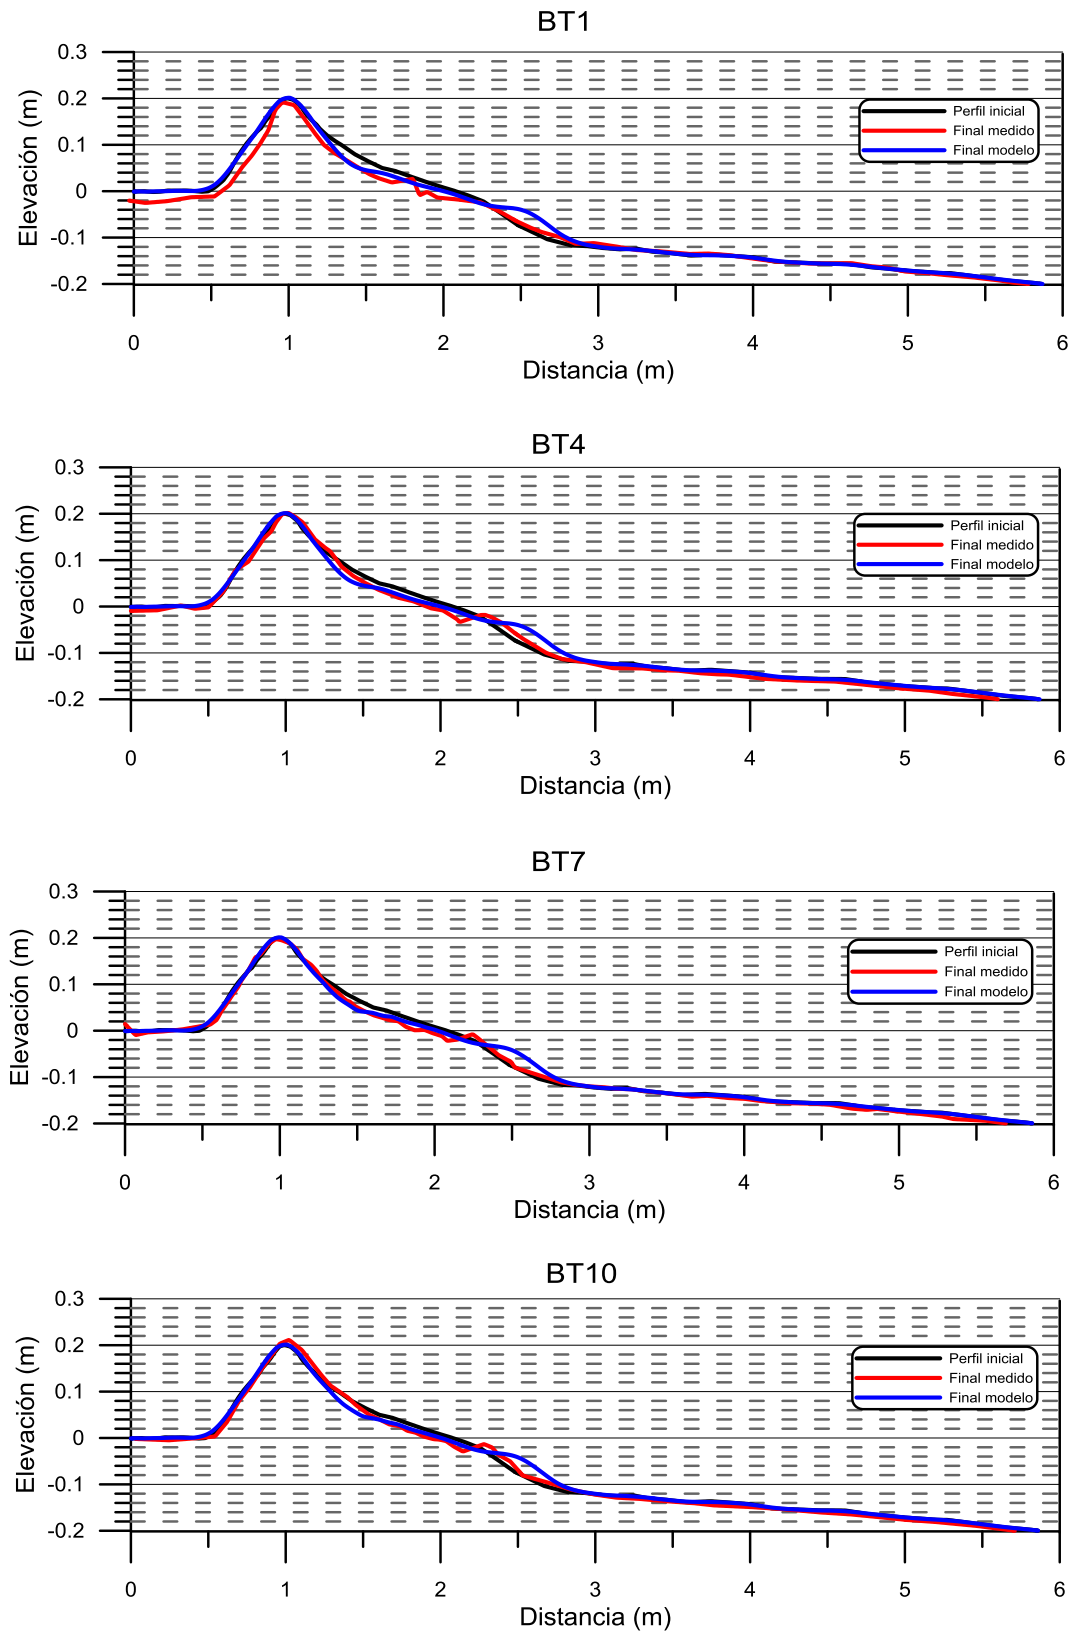 BT1
0.3
0.2
0.1
0
-0.1
-0.2
Elevación (m)
Perfil inicial
Final medido
Final modelo
0 1 2 3 4 5 6
Distancia (m)
BT4
0.3
0.2
0.1
0
-0.1
-0.2
Elevación (m)
Perfil inicial
Final medido
Final modelo
0 1 2 3 4 5 6
Distancia (m)
BT7
0.3
0.2
0.1
0
-0.1
-0.2
Elevación (m)
Perfil inicial
Final medido
Final modelo
0 1 2 3 4 5 6
Distancia (m)
BT10
0.3
0.2
0.1
0
-0.1
-0.2
Elevación (m)
Perfil inicial
Final medido
Final modelo
0 1 2 3 4 5 6
Distancia (m)